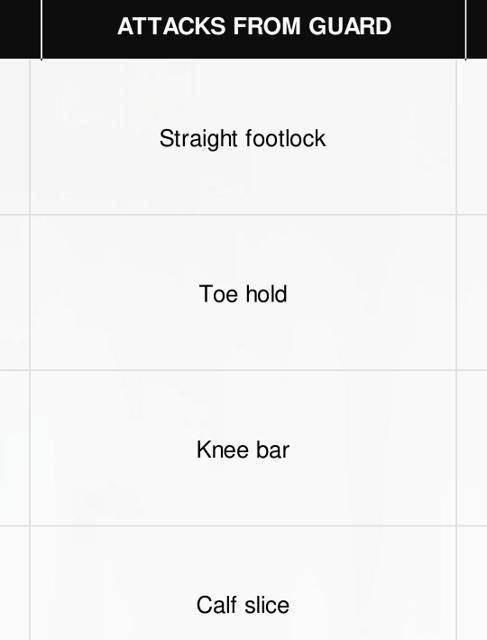 ATTACKS FROM GUARD
Straight footlock
Toe hold
Knee bar
Calf slice